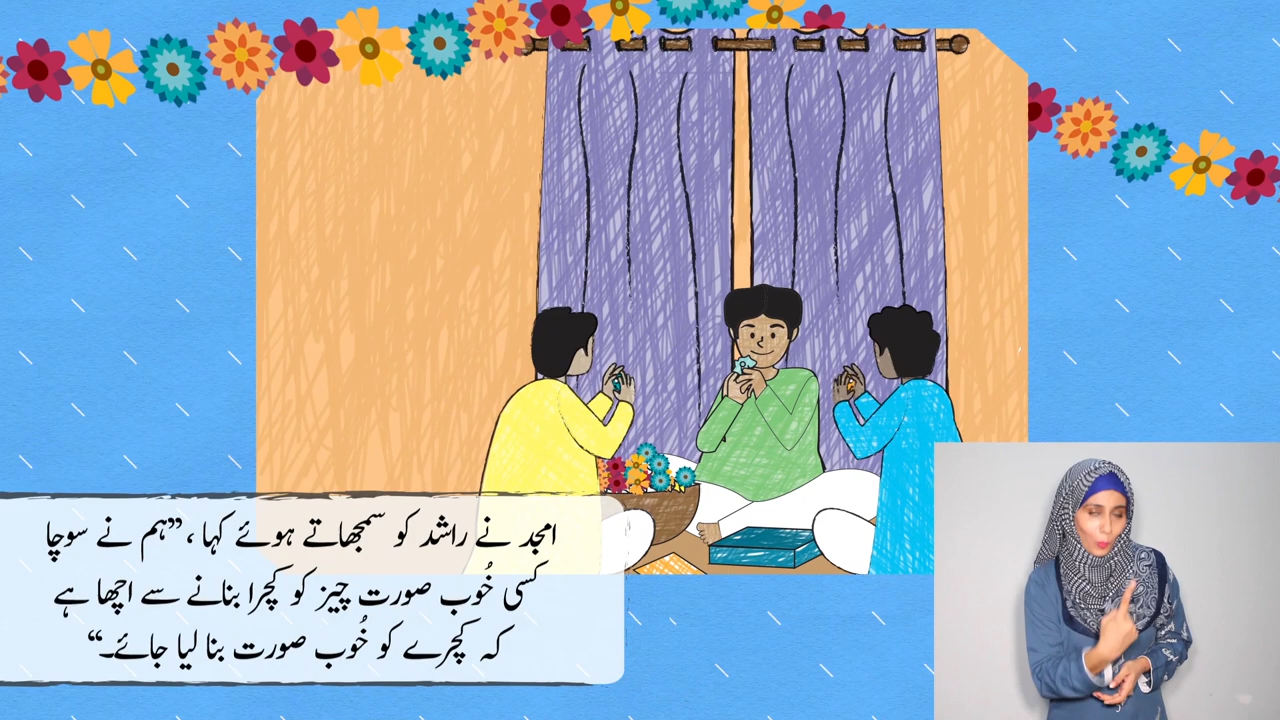 امجد نے راشد کو سمجھاتے ہوئے کہا ، ”ہم نے سوچا
کسی خُوب صورت چیز کو کچرا بنانے سے اچھا ہے
کہ کچرے کو خُوب صورت بنا لیا جائے۔“